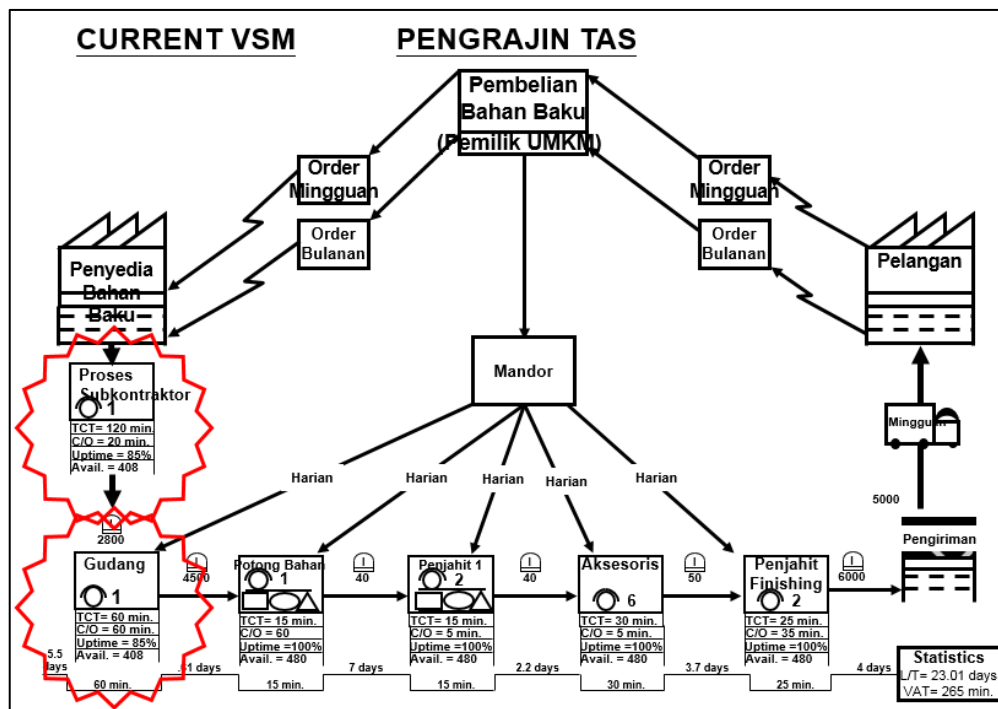 CURRENT VSM
PENGRAJIN TAS
Pembelian
Bahan Baku
(Pemilik UMKM)
Order
Mingguan
Order
Bulanan
Order
Mingguan
Order
Bulanan
Penyedia
Bahan
Baku
Pelangan
Proses
Subkontraktor
1
TCT= 120 min.
C/O = 20 min.
Uptime = 85%
Avail. = 408
Mandor
Mingguan
Harian
Harian
Harian
Harian
Harian
5000
Pengiriman
I
2800
Gudang
1
TCT= 60 min.
C/O = 60 min.
Uptime = 85%
Avail. = 408
I
4500
Potong Bahan
1
TCT = 15 min.
C/O = 60
Uptime =100%
Avail. = 480
I
40
Penjahit 1
2
TCT = 15 min.
C/O = 5 min.
Uptime =100%
Avail. = 480
I
40
Aksesoris
6
TCT = 30 min.
C/O = 5 min.
Uptime =100%
Avail. = 480
I
50
Penjahit
Finishing
2
TCT = 25 min.
C/O = 35 min.
Uptime =100%
Avail. = 480
I
6000
5.5
days
60 min.
.61 days
15 min.
7 days
15 min.
2.2 days
30 min.
3.7 days
25 min.
4 days
Statistics
L/T= 23.01 days
VAT= 265 min.